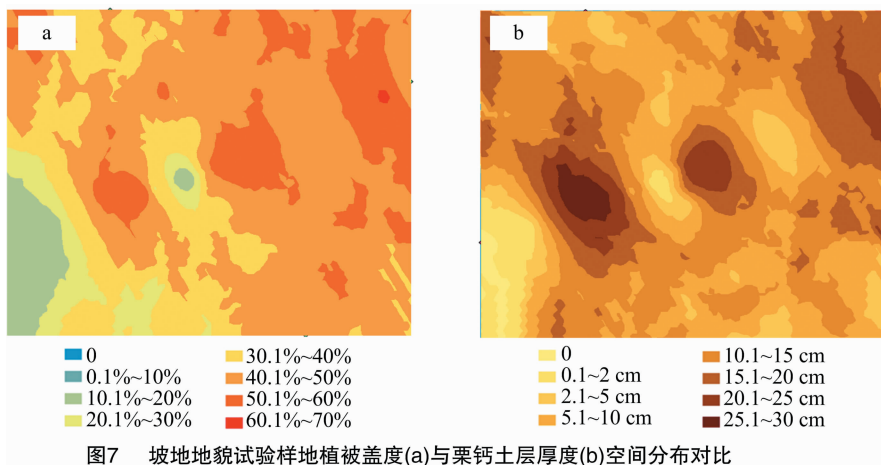 a
b
0
0.1%~10%
10.1%~20%
20.1%~30%
30.1%~40%
40.1%~50%
50.1%~60%
60.1%~70%
0
0.1~2 cm
2.1~5 cm
5.1~10 cm
10.1~15 cm
15.1~20 cm
20.1~25 cm
25.1~30 cm
图7 坡地地貌试验样地植被盖度(a)与栗钙土层厚度(b)空间分布对比